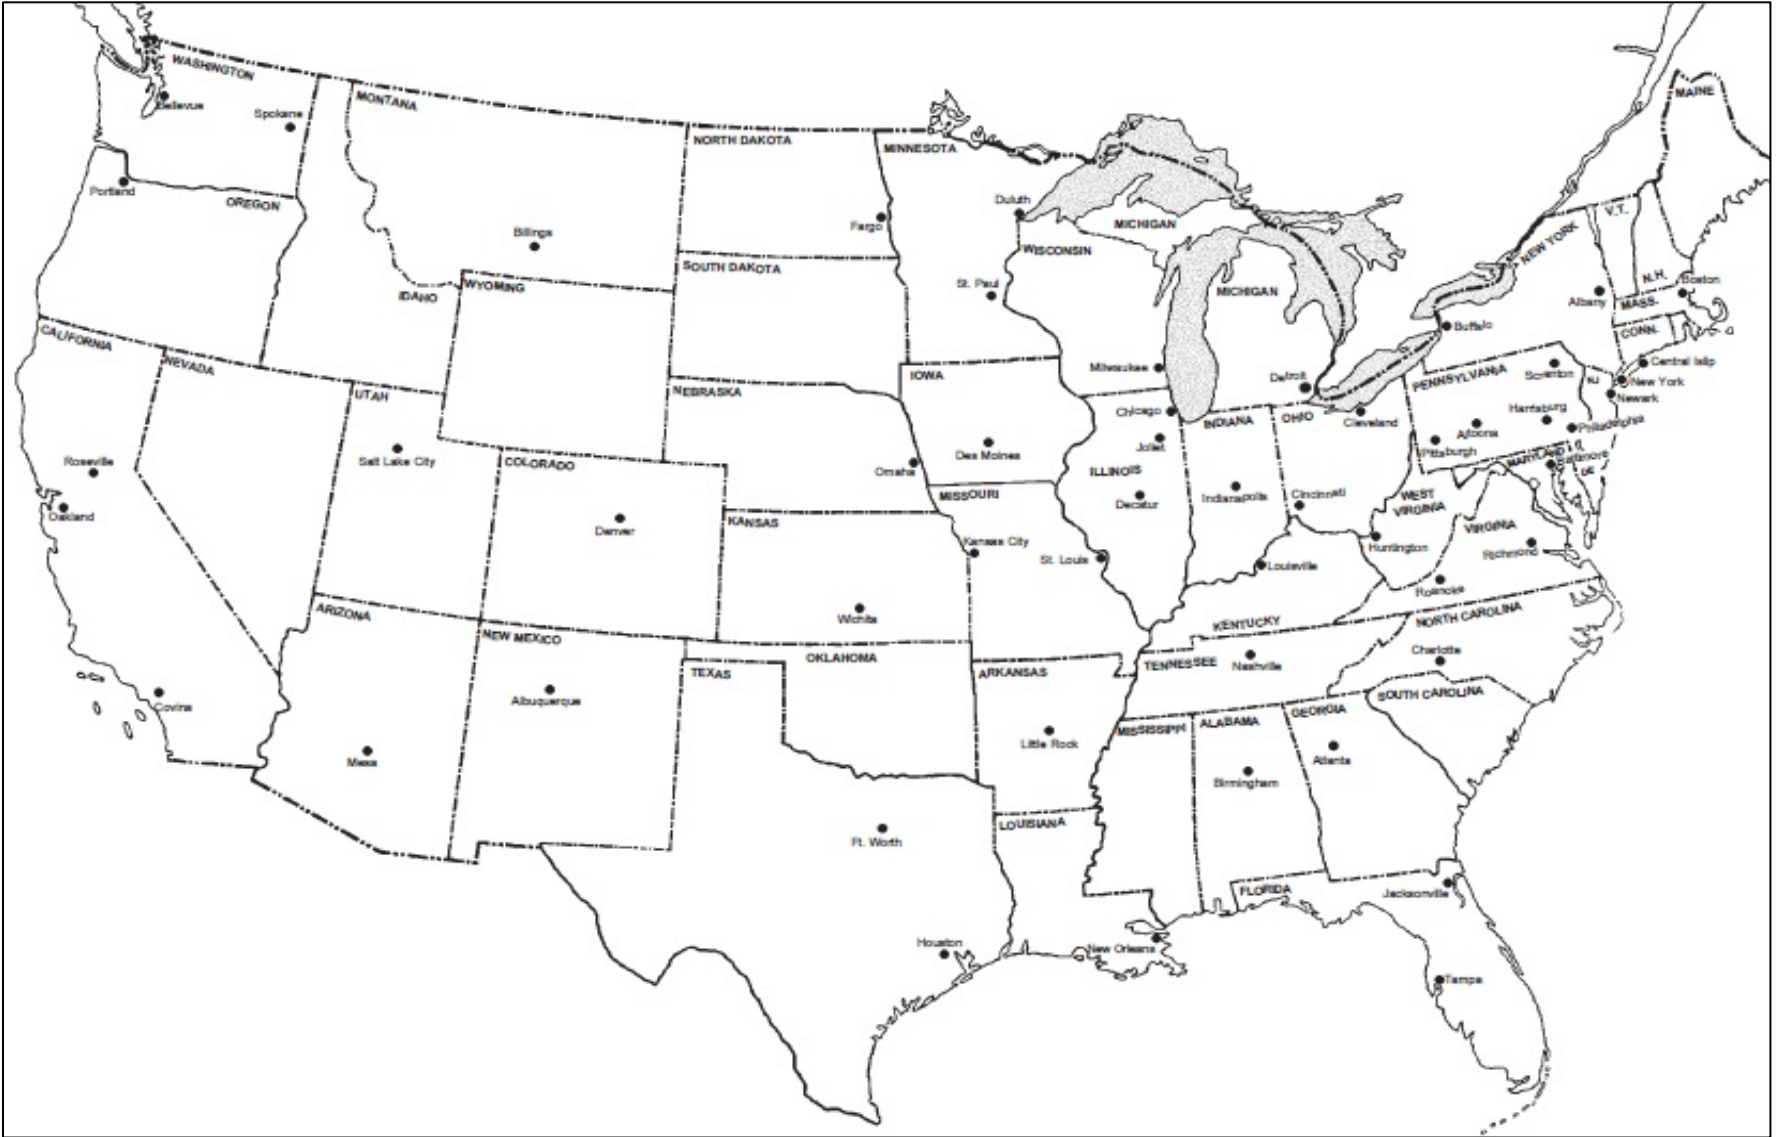 WASHINGTON
Bellevue
Spokane
MONTANA
NORTH DAKOTA
MINNESOTA
MAINE
Portland
OREGON
Billings
Fargo
Duluth
MICHIGAN
WISCONSIN
V.T.
NEW YORK
N.H.
Boston
SOUTH DAKOTA
IDAHO
WYOMING
St. Paul
MICHIGAN
Albany
MASS.
CONN.
Buffalo
CALIFORNIA
NEVADA
UTAH
NEBRASKA
IOWA
Milwaukee
Detroit
PENNSYLVANIA
Scranton
NJ
Central Islip
New York
Newark
Chicago
INDIANA
OHIO
Cleveland
Harrisburg
Altoona
Philadelphia
Joliet
Pittsburgh
Roseville
Salt Lake City
COLORADO
Omaha
Des Moines
ILLINOIS
MARYLAND
Baltimore
DE
Oakland
MISSOURI
Decatur
Indianapolis
Cincinnati
WEST
VIRGINIA
VIRGINIA
Denver
KANSAS
Kansas City
St. Louis
Louisville
Huntington
Richmond
Roanoke
ARIZONA
NEW MEXICO
Wichita
KENTUCKY
NORTH CAROLINA
OKLAHOMA
TEXAS
ARKANSAS
TENNESSEE
Nashville
Charlotte
SOUTH CAROLINA
Covina
Albuquerque
Mesa
Little Rock
MISSISSIPPI
ALABAMA
GEORGIA
Atlanta
Birmingham
Ft. Worth
LOUISIANA
FLORIDA
Jacksonville
Houston
New Orleans
Tampa